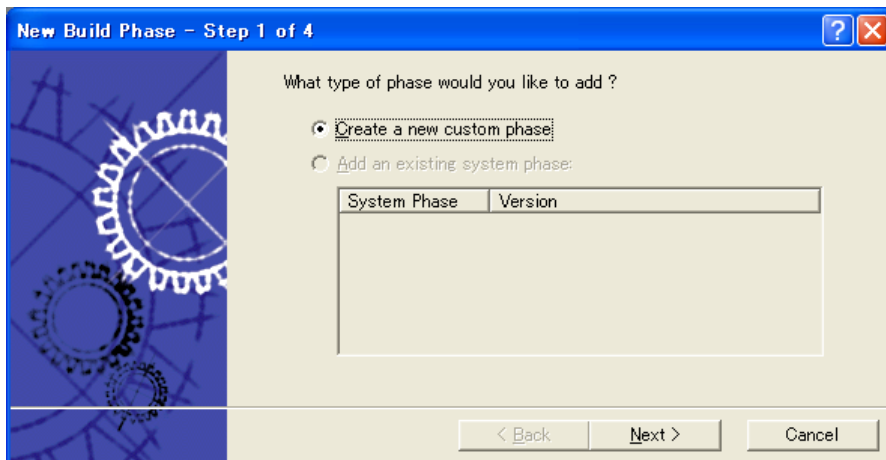 New Build Phase - Step 1 of 4
What type of phase would you like to add ?
Create a new custom phase
Add an existing system phase:
System Phase Version
< Back Next > Cancel